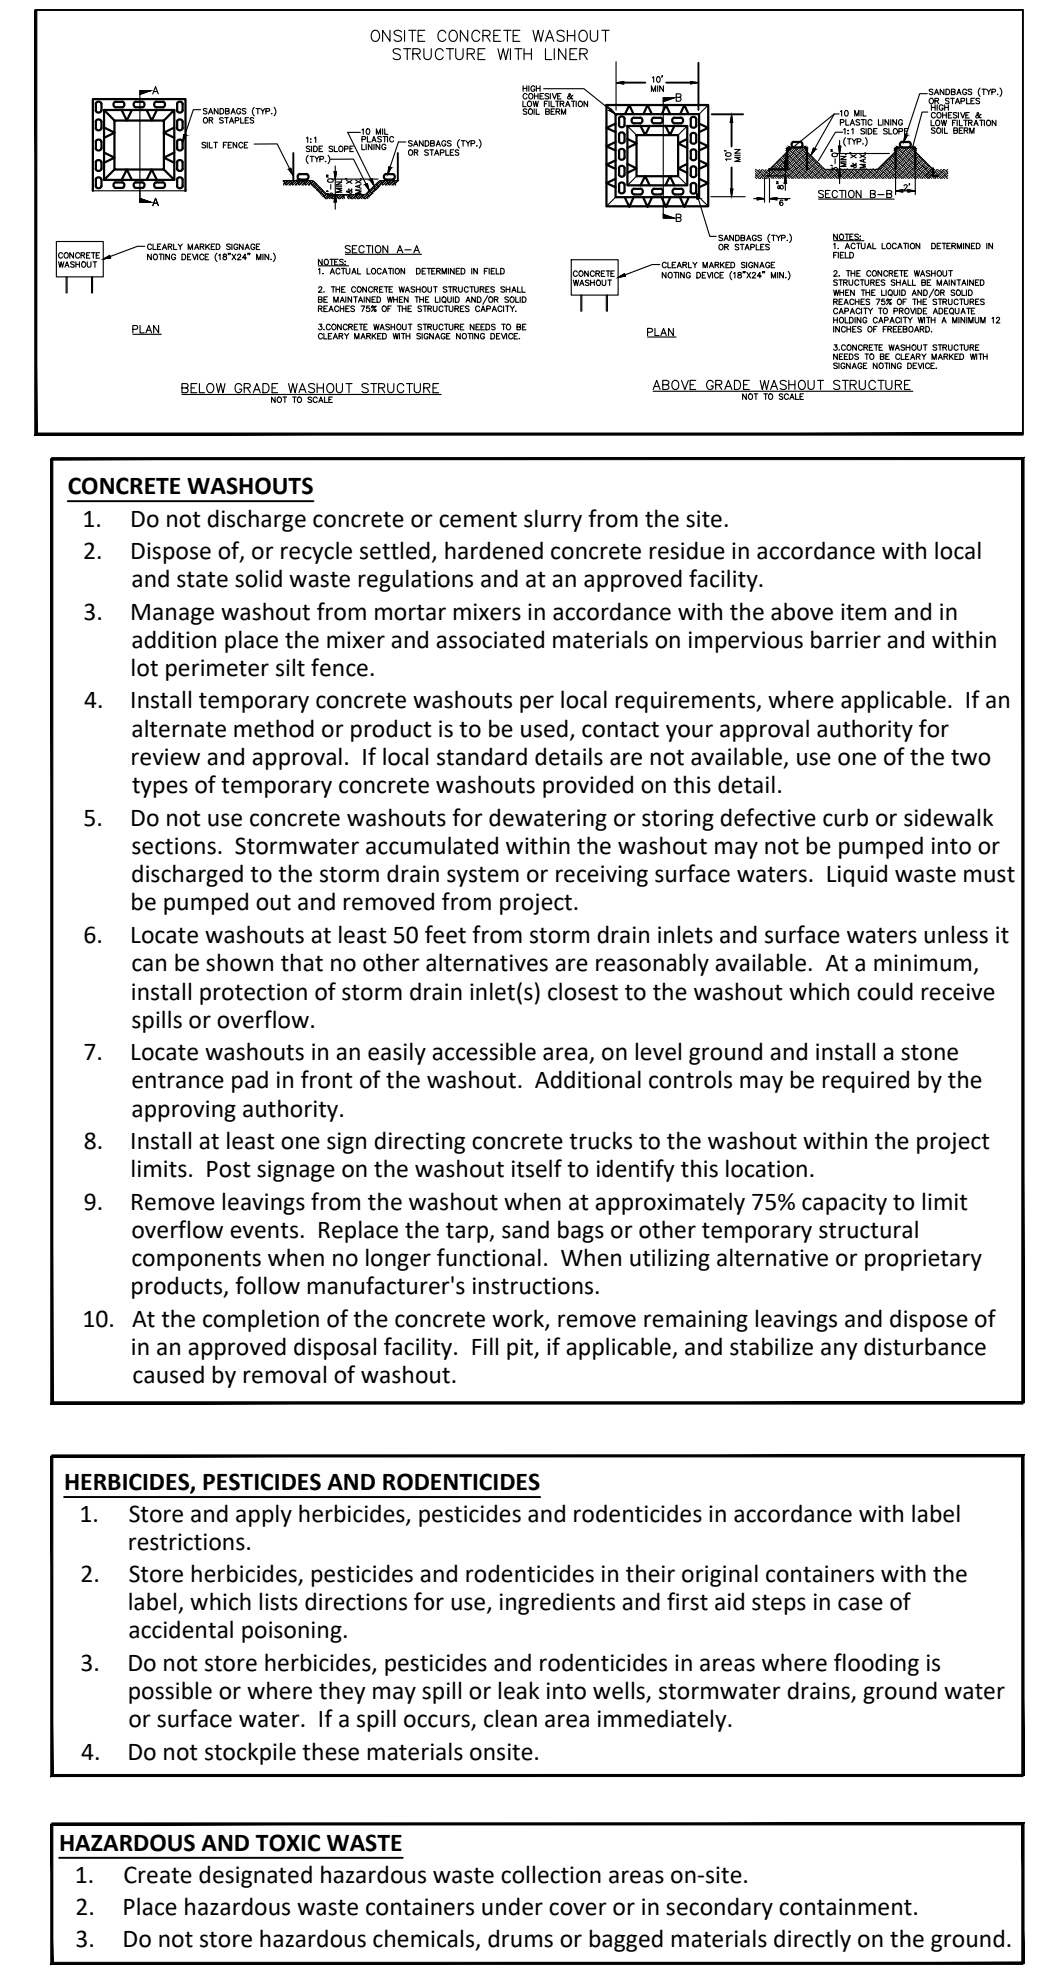 ONSITE CONCRETE WASHOUT
STRUCTURE WITH LINER
A
SANDBAGS (TYP.)
OR STAPLES
SILT FENCE
A
1:1
SIDE SLOPE
(TYP.)
10 MIL
PLASTIC
LINING
SANDBAGS (TYP.)
OR STAPLES
MIN
& X
MAX
CONCRETE
WASHOUT
CLEARLY MARKED SIGNAGE
NOTING DEVICE (18"X24" MIN.)
PLAN
SECTION A-A
NOTES:
1. ACTUAL LOCATION DETERMINED IN FIELD
2. THE CONCRETE WASHOUT STRUCTURES SHALL
BE MAINTAINED WHEN THE LIQUID AND/OR SOLID
REACHES 75% OF THE STRUCTURES CAPACITY.
3.CONCRETE WASHOUT STRUCTURE NEEDS TO BE
CLEARY MARKED WITH SIGNAGE NOTING DEVICE.
BELOW GRADE WASHOUT STRUCTURE
NOT TO SCALE
HIGH
COHESIVE &
LOW FILTRATION
SOIL BERM
10'
MIN
B
10'
MIN
B
SANDBAGS (TYP.)
OR STAPLES
10 MIL
PLASTIC LINING
1:1 SIDE SLOPE
(TYP.)
SANDBAGS (TYP.)
OR STAPLES
HIGH
COHESIVE &
LOW FILTRATION
SOIL BERM
MIN
& X
MAX
8"
6"
2'
SECTION B-B
CONCRETE
WASHOUT
CLEARLY MARKED SIGNAGE
NOTING DEVICE (18"X24" MIN.)
PLAN
NOTES:
1. ACTUAL LOCATION DETERMINED IN
FIELD
2. THE CONCRETE WASHOUT
STRUCTURES SHALL BE MAINTAINED
WHEN THE LIQUID AND/OR SOLID
REACHES 75% OF THE STRUCTURES
CAPACITY TO PROVIDE ADEQUATE
HOLDING CAPACITY WITH A MINIMUM 12
INCHES OF FREEBOARD.
3.CONCRETE WASHOUT STRUCTURE
NEEDS TO BE CLEARY MARKED WITH
SIGNAGE NOTING DEVICE.
ABOVE GRADE WASHOUT STRUCTURE
NOT TO SCALE
CONCRETE WASHOUTS
1. Do not discharge concrete or cement slurry from the site.
2. Dispose of, or recycle settled, hardened concrete residue in accordance with local
and state solid waste regulations and at an approved facility.
3. Manage washout from mortar mixers in accordance with the above item and in
addition place the mixer and associated materials on impervious barrier and within
lot perimeter silt fence.
4. Install temporary concrete washouts per local requirements, where applicable. If an
alternate method or product is to be used, contact your approval authority for
review and approval. If local standard details are not available, use one of the two
types of temporary concrete washouts provided on this detail.
5. Do not use concrete washouts for dewatering or storing defective curb or sidewalk
sections. Stormwater accumulated within the washout may not be pumped into or
discharged to the storm drain system or receiving surface waters. Liquid waste must
be pumped out and removed from project.
6. Locate washouts at least 50 feet from storm drain inlets and surface waters unless it
can be shown that no other alternatives are reasonably available. At a minimum,
install protection of storm drain inlet(s) closest to the washout which could receive
spills or overflow.
7. Locate washouts in an easily accessible area, on level ground and install a stone
entrance pad in front of the washout. Additional controls may be required by the
approving authority.
8. Install at least one sign directing concrete trucks to the washout within the project
limits. Post signage on the washout itself to identify this location.
9. Remove leavings from the washout when at approximately 75% capacity to limit
overflow events. Replace the tarp, sand bags or other temporary structural
components when no longer functional. When utilizing alternative or proprietary
products, follow manufacturer's instructions.
10. At the completion of the concrete work, remove remaining leavings and dispose of
in an approved disposal facility. Fill pit, if applicable, and stabilize any disturbance
caused by removal of washout.
HERBICIDES, PESTICIDES AND RODENTICIDES
1. Store and apply herbicides, pesticides and rodenticides in accordance with label
restrictions.
2. Store herbicides, pesticides and rodenticides in their original containers with the
label, which lists directions for use, ingredients and first aid steps in case of
accidental poisoning.
3. Do not store herbicides, pesticides and rodenticides in areas where flooding is
possible or where they may spill or leak into wells, stormwater drains, ground water
or surface water. If a spill occurs, clean area immediately.
4. Do not stockpile these materials onsite.
HAZARDOUS AND TOXIC WASTE
1. Create designated hazardous waste collection areas on-site.
2. Place hazardous waste containers under cover or in secondary containment.
3. Do not store hazardous chemicals, drums or bagged materials directly on the ground.